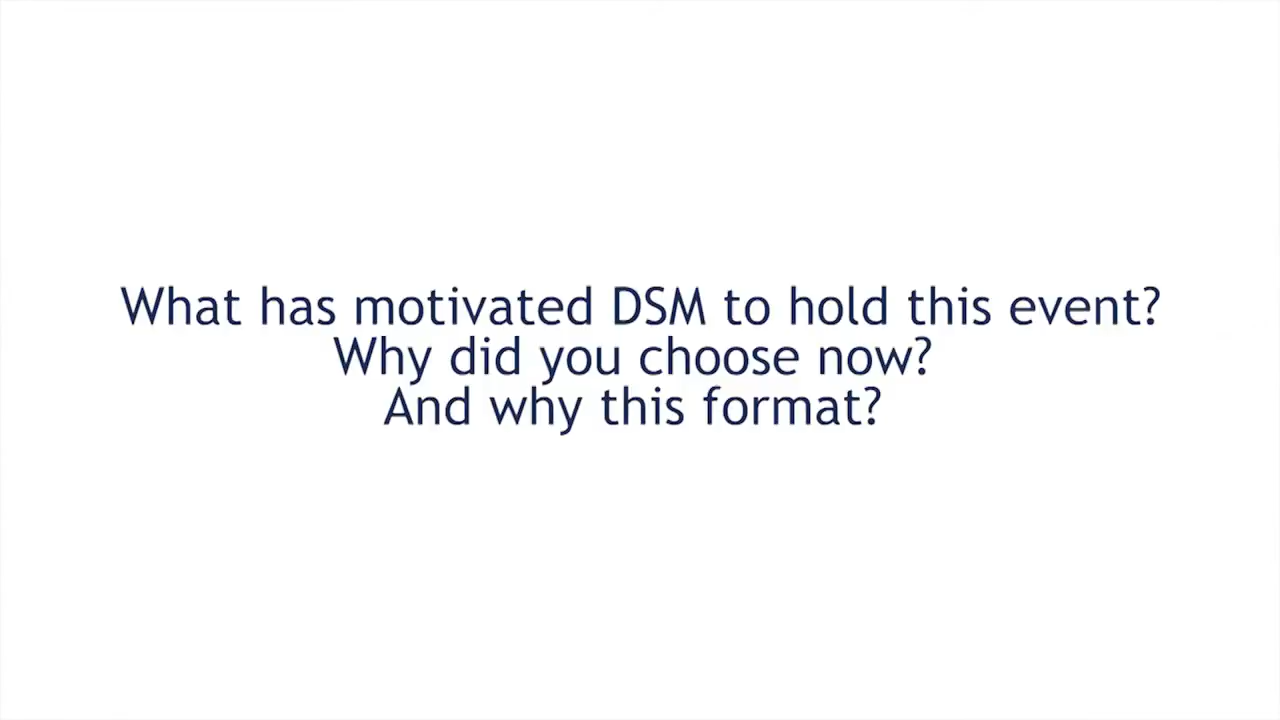 What has motivated DSM to hold this event?
Why did you choose now?
And why this format?